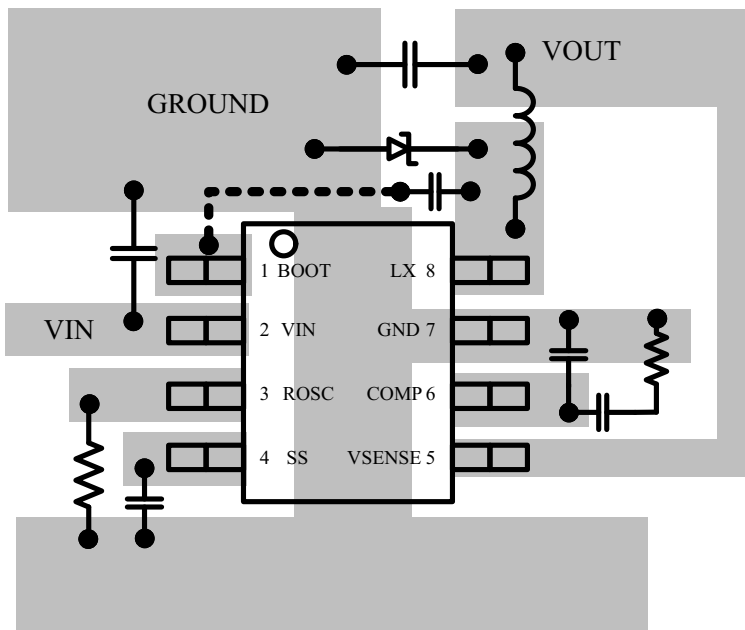 VOUT
GROUND
1 BOOT
LX 8
VIN
2 VIN
GND 7
3 ROSC
COMP 6
4 SS
VSENSE 5